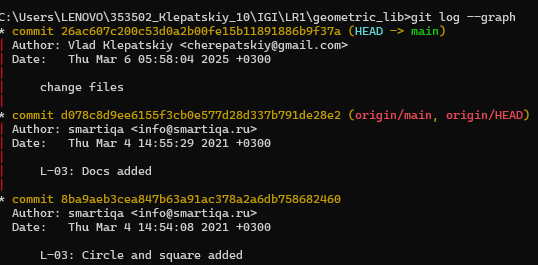 C:\Users\LENOVO\353502_Klepatskiy_10\IGI\LR1\geometric_lib>git log --graph
* commit 26ac607c200c53d0a2b00fe15b11891886b9f37a (HEAD -> main)
| Author: Vlad Klepatskiy <cherepatskiy@gmail.com>
| Date:   Thu Mar 6 05:58:04 2025 +0300
|
|     change files
|
* commit d078c8d9ee6155f3cb0e577d28d337b791de28e2 (origin/main, origin/HEAD)
| Author: smartiqa <info@smartiqa.ru>
| Date:   Thu Mar 4 14:55:29 2021 +0300
|
|     L-03: Docs added
|
* commit 8ba9aeb3cea847b63a91ac378a2a6db758682460
  Author: smartiqa <info@smartiqa.ru>
  Date:   Thu Mar 4 14:54:08 2021 +0300

      L-03: Circle and square added